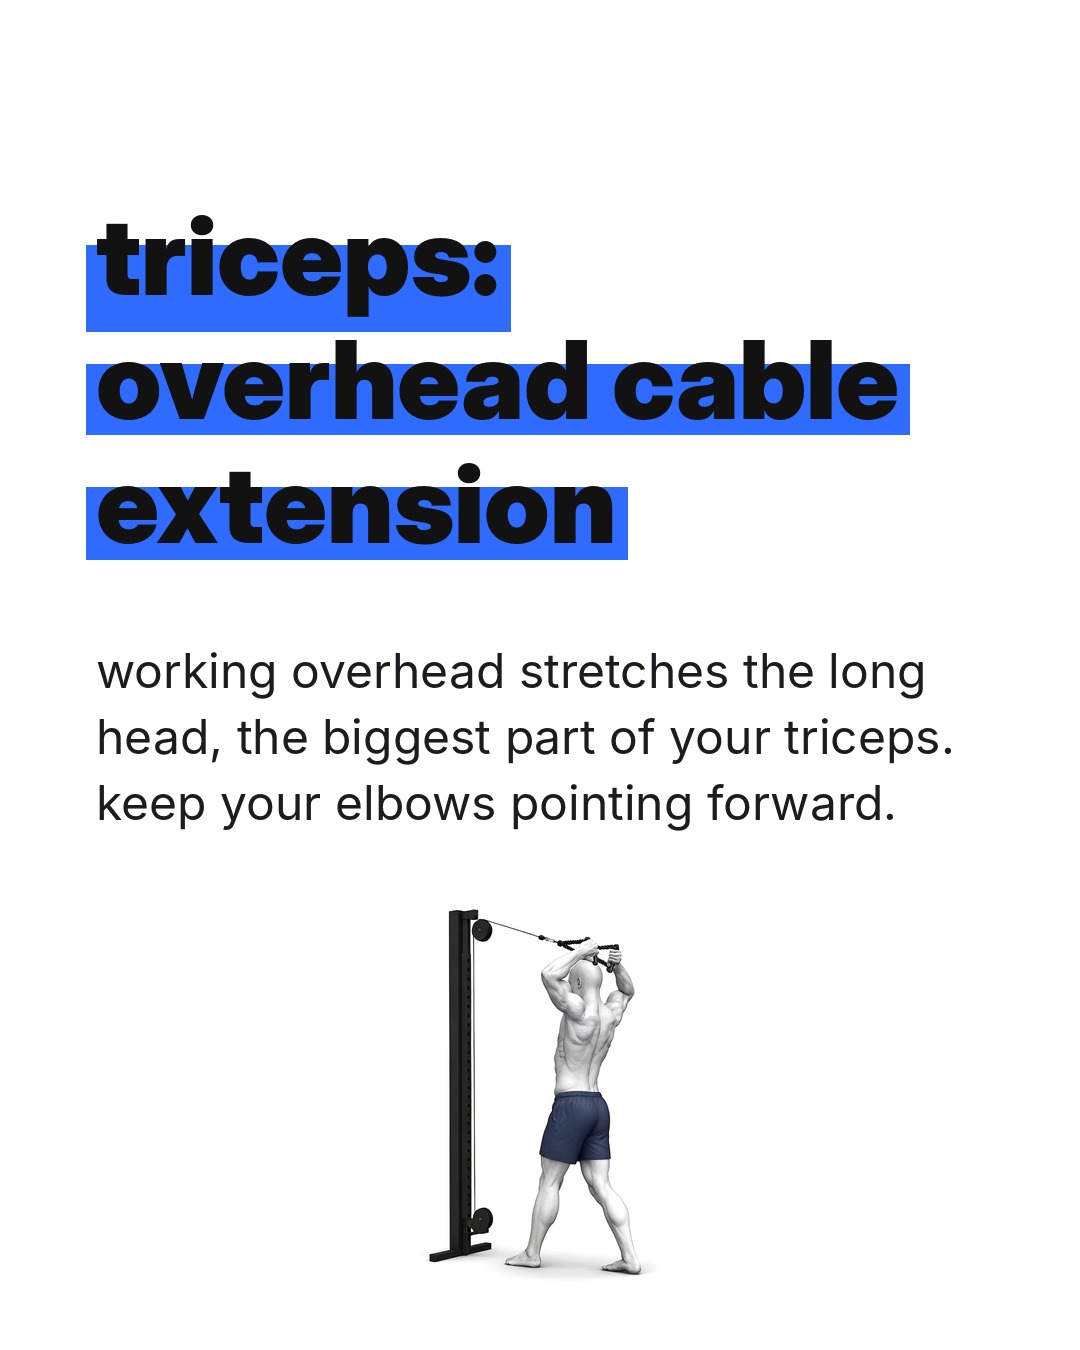 triceps:
overhead cable
extension
working overhead stretches the long
head, the biggest part of your triceps.
keep your elbows pointing forward.